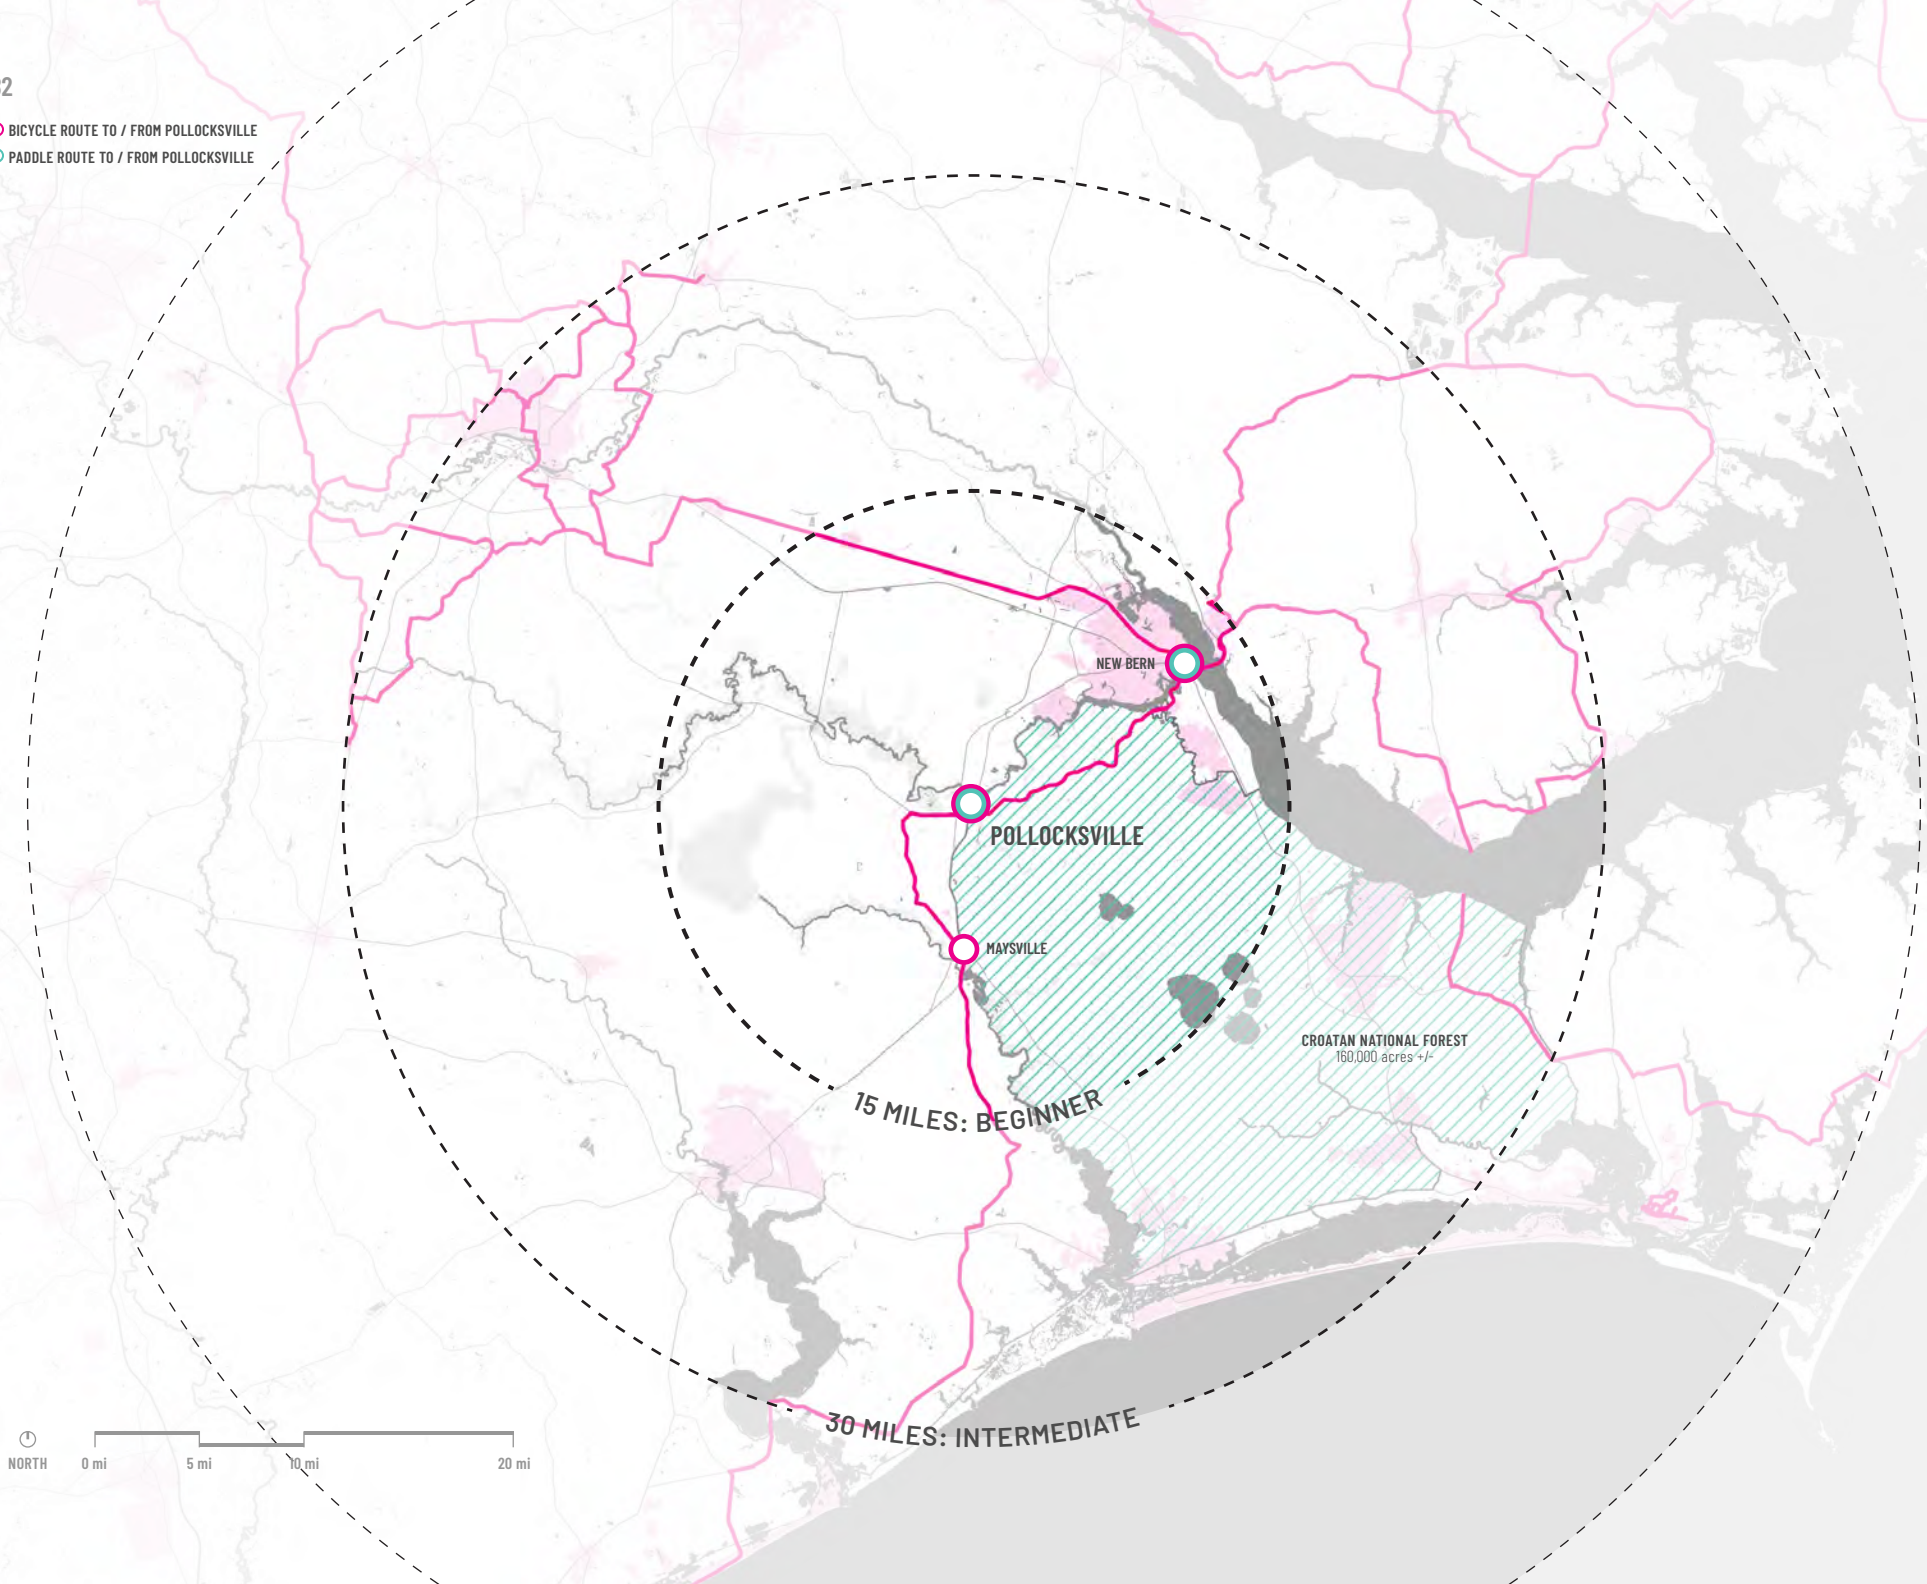 BICYCLE ROUTE TO / FROM POLLOCKSVILLE
PADDLE ROUTE TO / FROM POLLOCKSVILLE
NEW BERN
POLLOCKSVILLE
MAYSVILLE
CROATAN NATIONAL FOREST
160,000 acres +/-
15 MILES: BEGINNER
30 MILES: INTERMEDIATE
NORTH
0 mi 5 mi 10 mi 20 mi